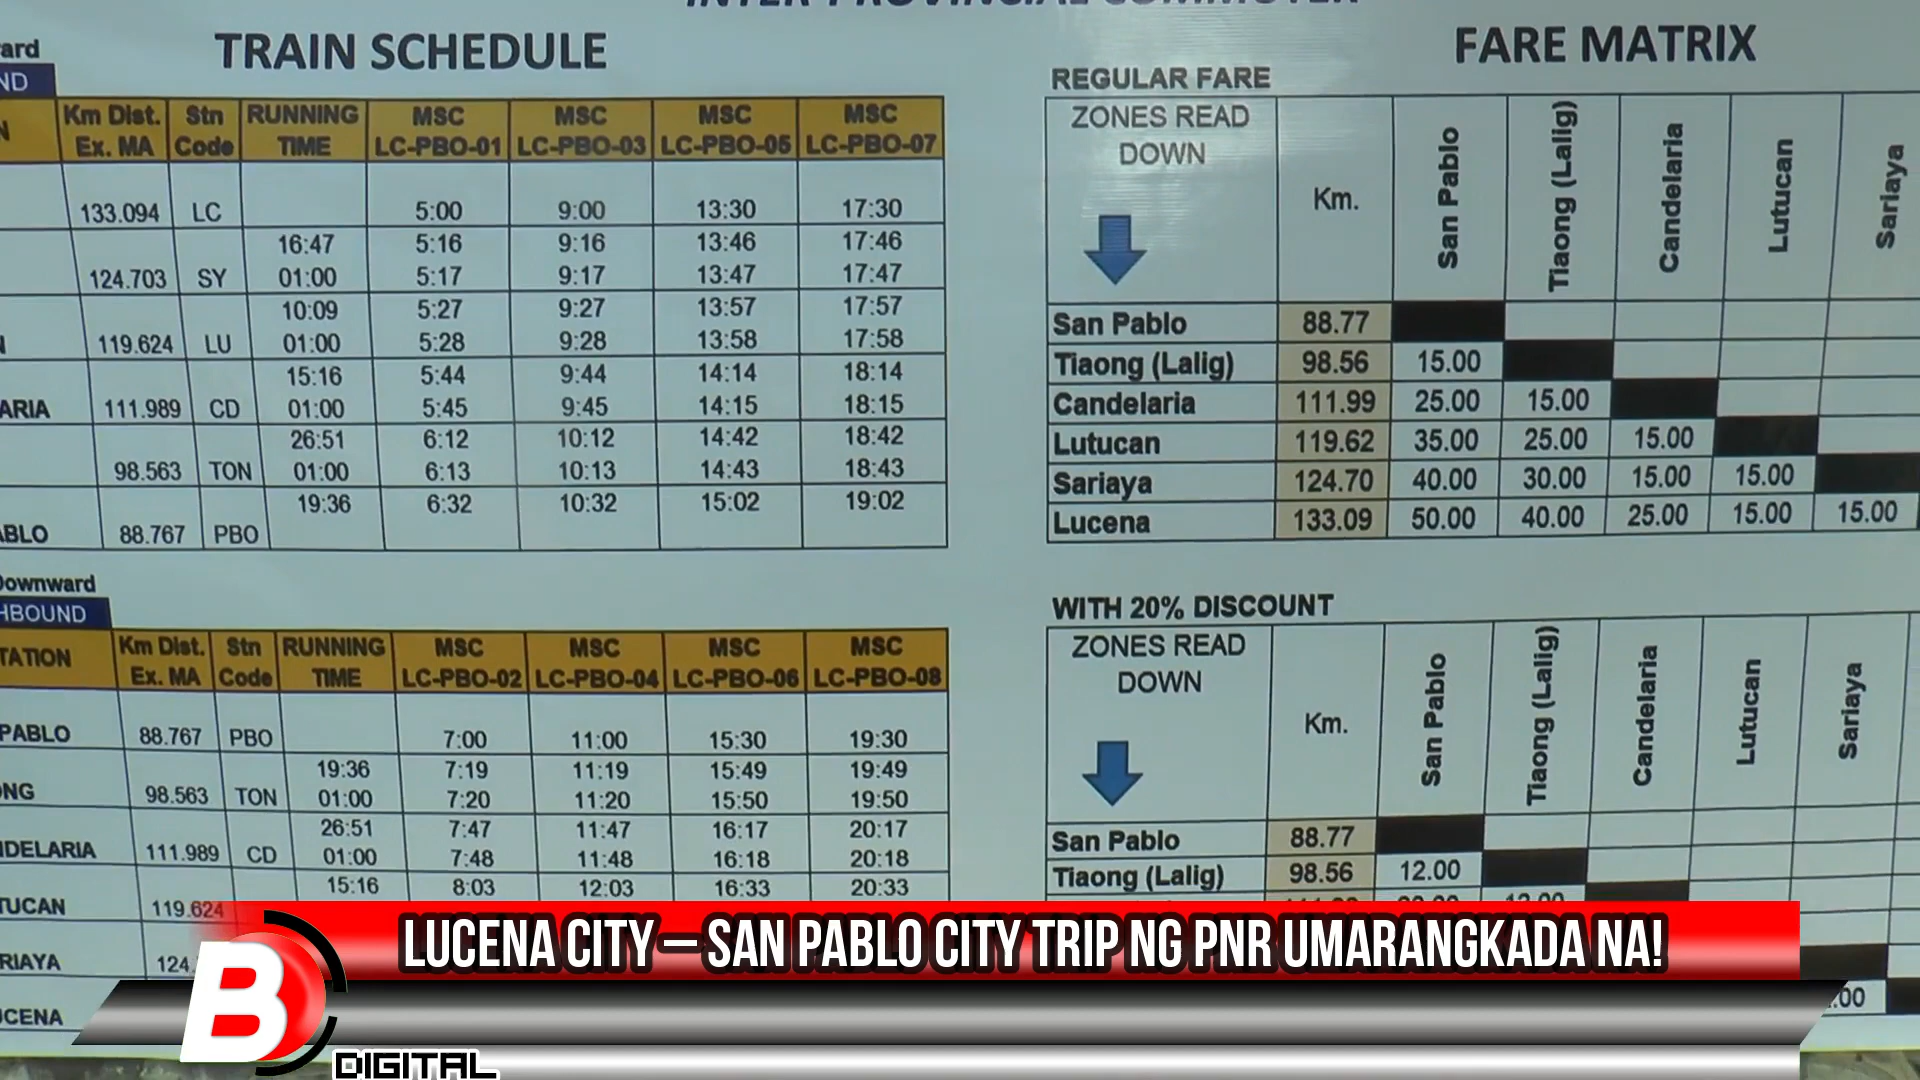 INTER-PROVINCIAL COMMUTER
TRAIN SCHEDULE
ard
ND
N Km Dist. Ex. MA Stn Code RUNNING TIME MSC LC-PBO-01 MSC LC-PBO-03 MSC LC-PBO-05 MSC LC-PBO-07
133.094 LC 5:00 9:00 13:30 17:30
16:47 5:16 9:16 13:46 17:46
124.703 SY 01:00 5:17 9:17 13:47 17:47
10:09 5:27 9:27 13:57 17:57
N 119.624 LU 01:00 5:28 9:28 13:58 17:58
15:16 5:44 9:44 14:14 18:14
ARIA 111.989 CD 01:00 5:45 9:45 14:15 18:15
26:51 6:12 10:12 14:42 18:42
98.563 TON 01:00 6:13 10:13 14:43 18:43
19:36 6:32 10:32 15:02 19:02
ABLO 88.767 PBO
Downward
HBOUND
TATION Km Dist. Ex. MA Stn Code RUNNING TIME MSC LC-PBO-02 MSC LC-PBO-04 MSC LC-PBO-06 MSC LC-PBO-08
PABLO 88.767 PBO 7:00 11:00 15:30 19:30
19:36 7:19 11:19 15:49 19:49
ONG 98.563 TON 01:00 7:20 11:20 15:50 19:50
26:51 7:47 11:47 16:17 20:17
NDELARIA 111.989 CD 01:00 7:48 11:48 16:18 20:18
15:16 8:03 12:03 16:33 20:33
TUCAN 119.624
RIAYA 124.
UCENA
FARE MATRIX
REGULAR FARE
ZONES READ DOWN Km. San Pablo Tiaong (Lalig) Candelaria Lutucan Sariaya
San Pablo 88.77
Tiaong (Lalig) 98.56 15.00
Candelaria 111.99 25.00 15.00
Lutucan 119.62 35.00 25.00 15.00
Sariaya 124.70 40.00 30.00 15.00 15.00
Lucena 133.09 50.00 40.00 25.00 15.00 15.00
WITH 20% DISCOUNT
ZONES READ DOWN Km. San Pablo Tiaong (Lalig) Candelaria Lutucan Sariaya
San Pablo 88.77
Tiaong (Lalig) 98.56 12.00
.00
LUCENA CITY – SAN PABLO CITY TRIP NG PNR UMARANGKADA NA!
B
DIGITAL